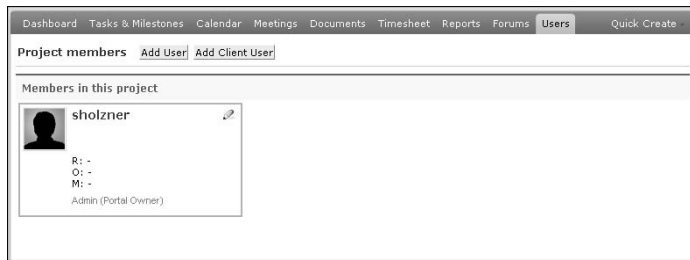 Dashboard Tasks & Milestones Calendar Meetings Documents Timesheet Reports Forums Users Quick Create
Project members Add User Add Client User
Members in this project
sholzner
R: -
O: -
M: -
Admin (Portal Owner)